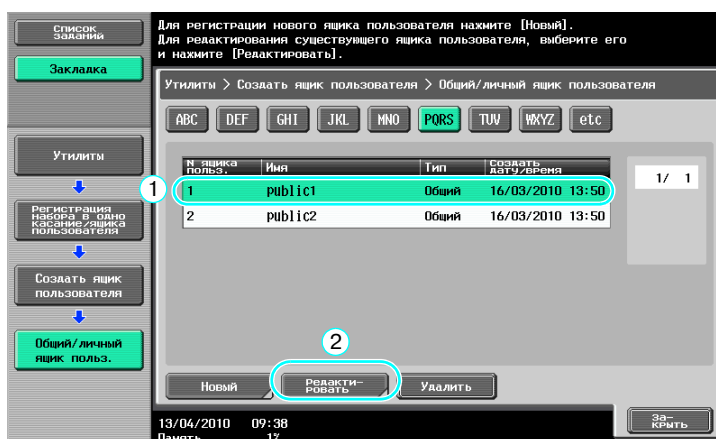 Список
заданий
Закладка
Утилиты
Регистрация
набора в одно
касание/ящика
пользователя
Создать ящик
пользователя
Общий/личный
ящик польз.
Для регистрации нового ящика пользователя нажмите [Новый].
Для редактирования существующего ящика пользователя, выберите его
и нажмите [Редактировать].
Утилиты > Создать ящик пользователя > Общий/личный ящик пользователя
ABC DEF GHI JKL MNO PQRS TUV WXYZ etc
N ящика
польз.
Имя
Тип
Создать
дату/время
1/ 1
1
1 public1 Общий 16/03/2010 13:50
2 public2 Общий 16/03/2010 13:50
2
Новый
Редакти-
ровать
Удалить
13/04/2010 09:38
Память 1%
За-
крыть